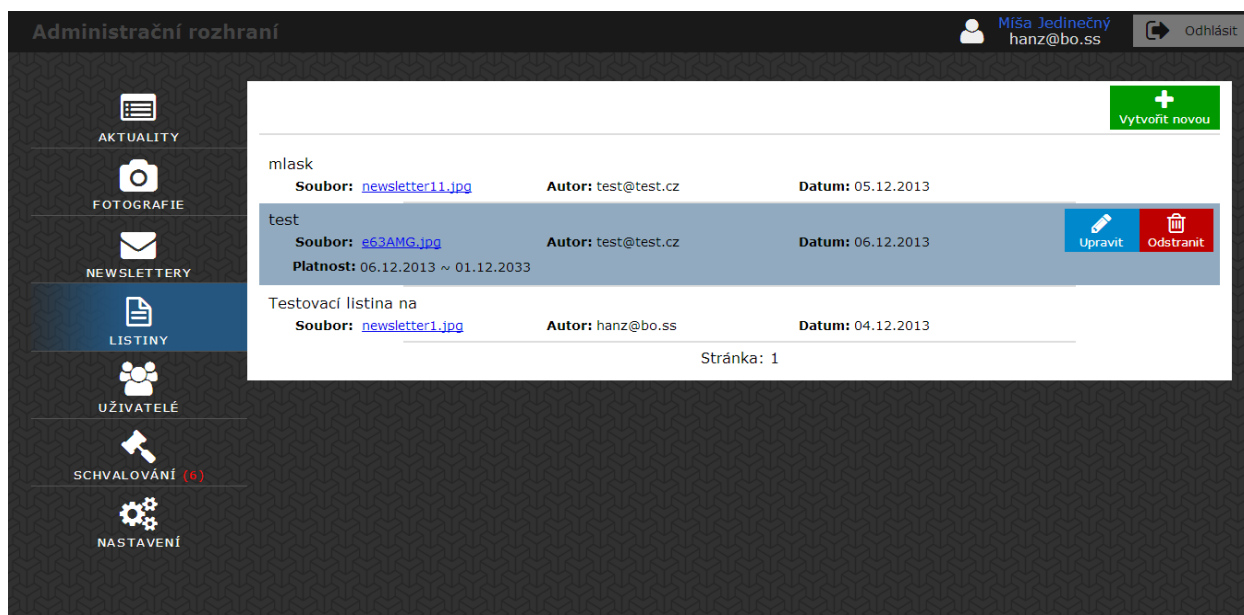 Administrační rozhraní
Míša Jedinečný
hanz@bo.ss
Odhlásit
AKTUALITY
FOTOGRAFIE
NEWSLETTERY
LISTINY
UŽIVATELÉ
SCHVALOVÁNÍ (6)
NASTAVENÍ
Vytvořit novou
mlask
Soubor: newsletter11.jpg Autor: test@test.cz Datum: 05.12.2013
test
Soubor: e63AMG.jpg Autor: test@test.cz Datum: 06.12.2013
Platnost: 06.12.2013 ~ 01.12.2033
Upravit
Odstranit
Testovací listina na
Soubor: newsletter1.jpg Autor: hanz@bo.ss Datum: 04.12.2013
Stránka: 1